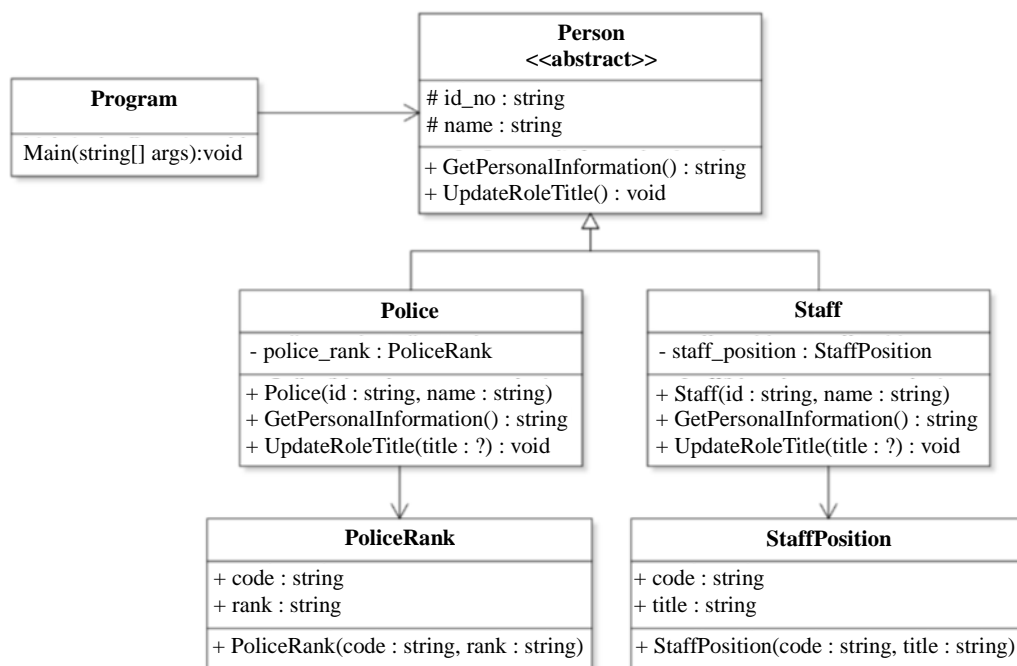 Person
<<abstract>>
# id_no : string
# name : string
+ GetPersonalInformation() : string
+ UpdateRoleTitle() : void
Program
Main(string[] args):void
Police
- police_rank : PoliceRank
+ Police(id : string, name : string)
+ GetPersonalInformation() : string
+ UpdateRoleTitle(title : ?) : void
Staff
- staff_position : StaffPosition
+ Staff(id : string, name : string)
+ GetPersonalInformation() : string
+ UpdateRoleTitle(title : ?) : void
PoliceRank
+ code : string
+ rank : string
+ PoliceRank(code : string, rank : string)
StaffPosition
+ code : string
+ title : string
+ StaffPosition(code : string, title : string)